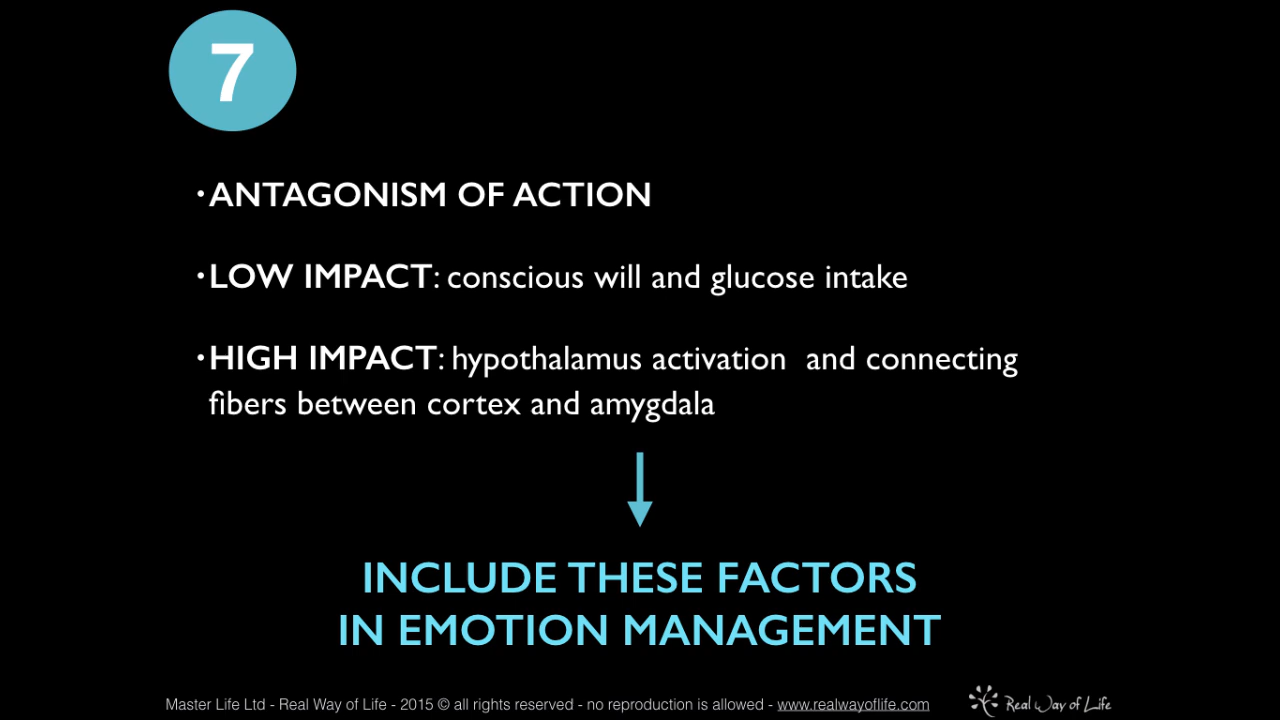 7
• ANTAGONISM OF ACTION
• LOW IMPACT: conscious will and glucose intake
• HIGH IMPACT: hypothalamus activation  and connecting
fibers between cortex and amygdala
INCLUDE THESE FACTORS
IN EMOTION MANAGEMENT
Master Life Ltd - Real Way of Life - 2015 © all rights reserved - no reproduction is allowed - www.realwayoflife.com
Real Way of Life